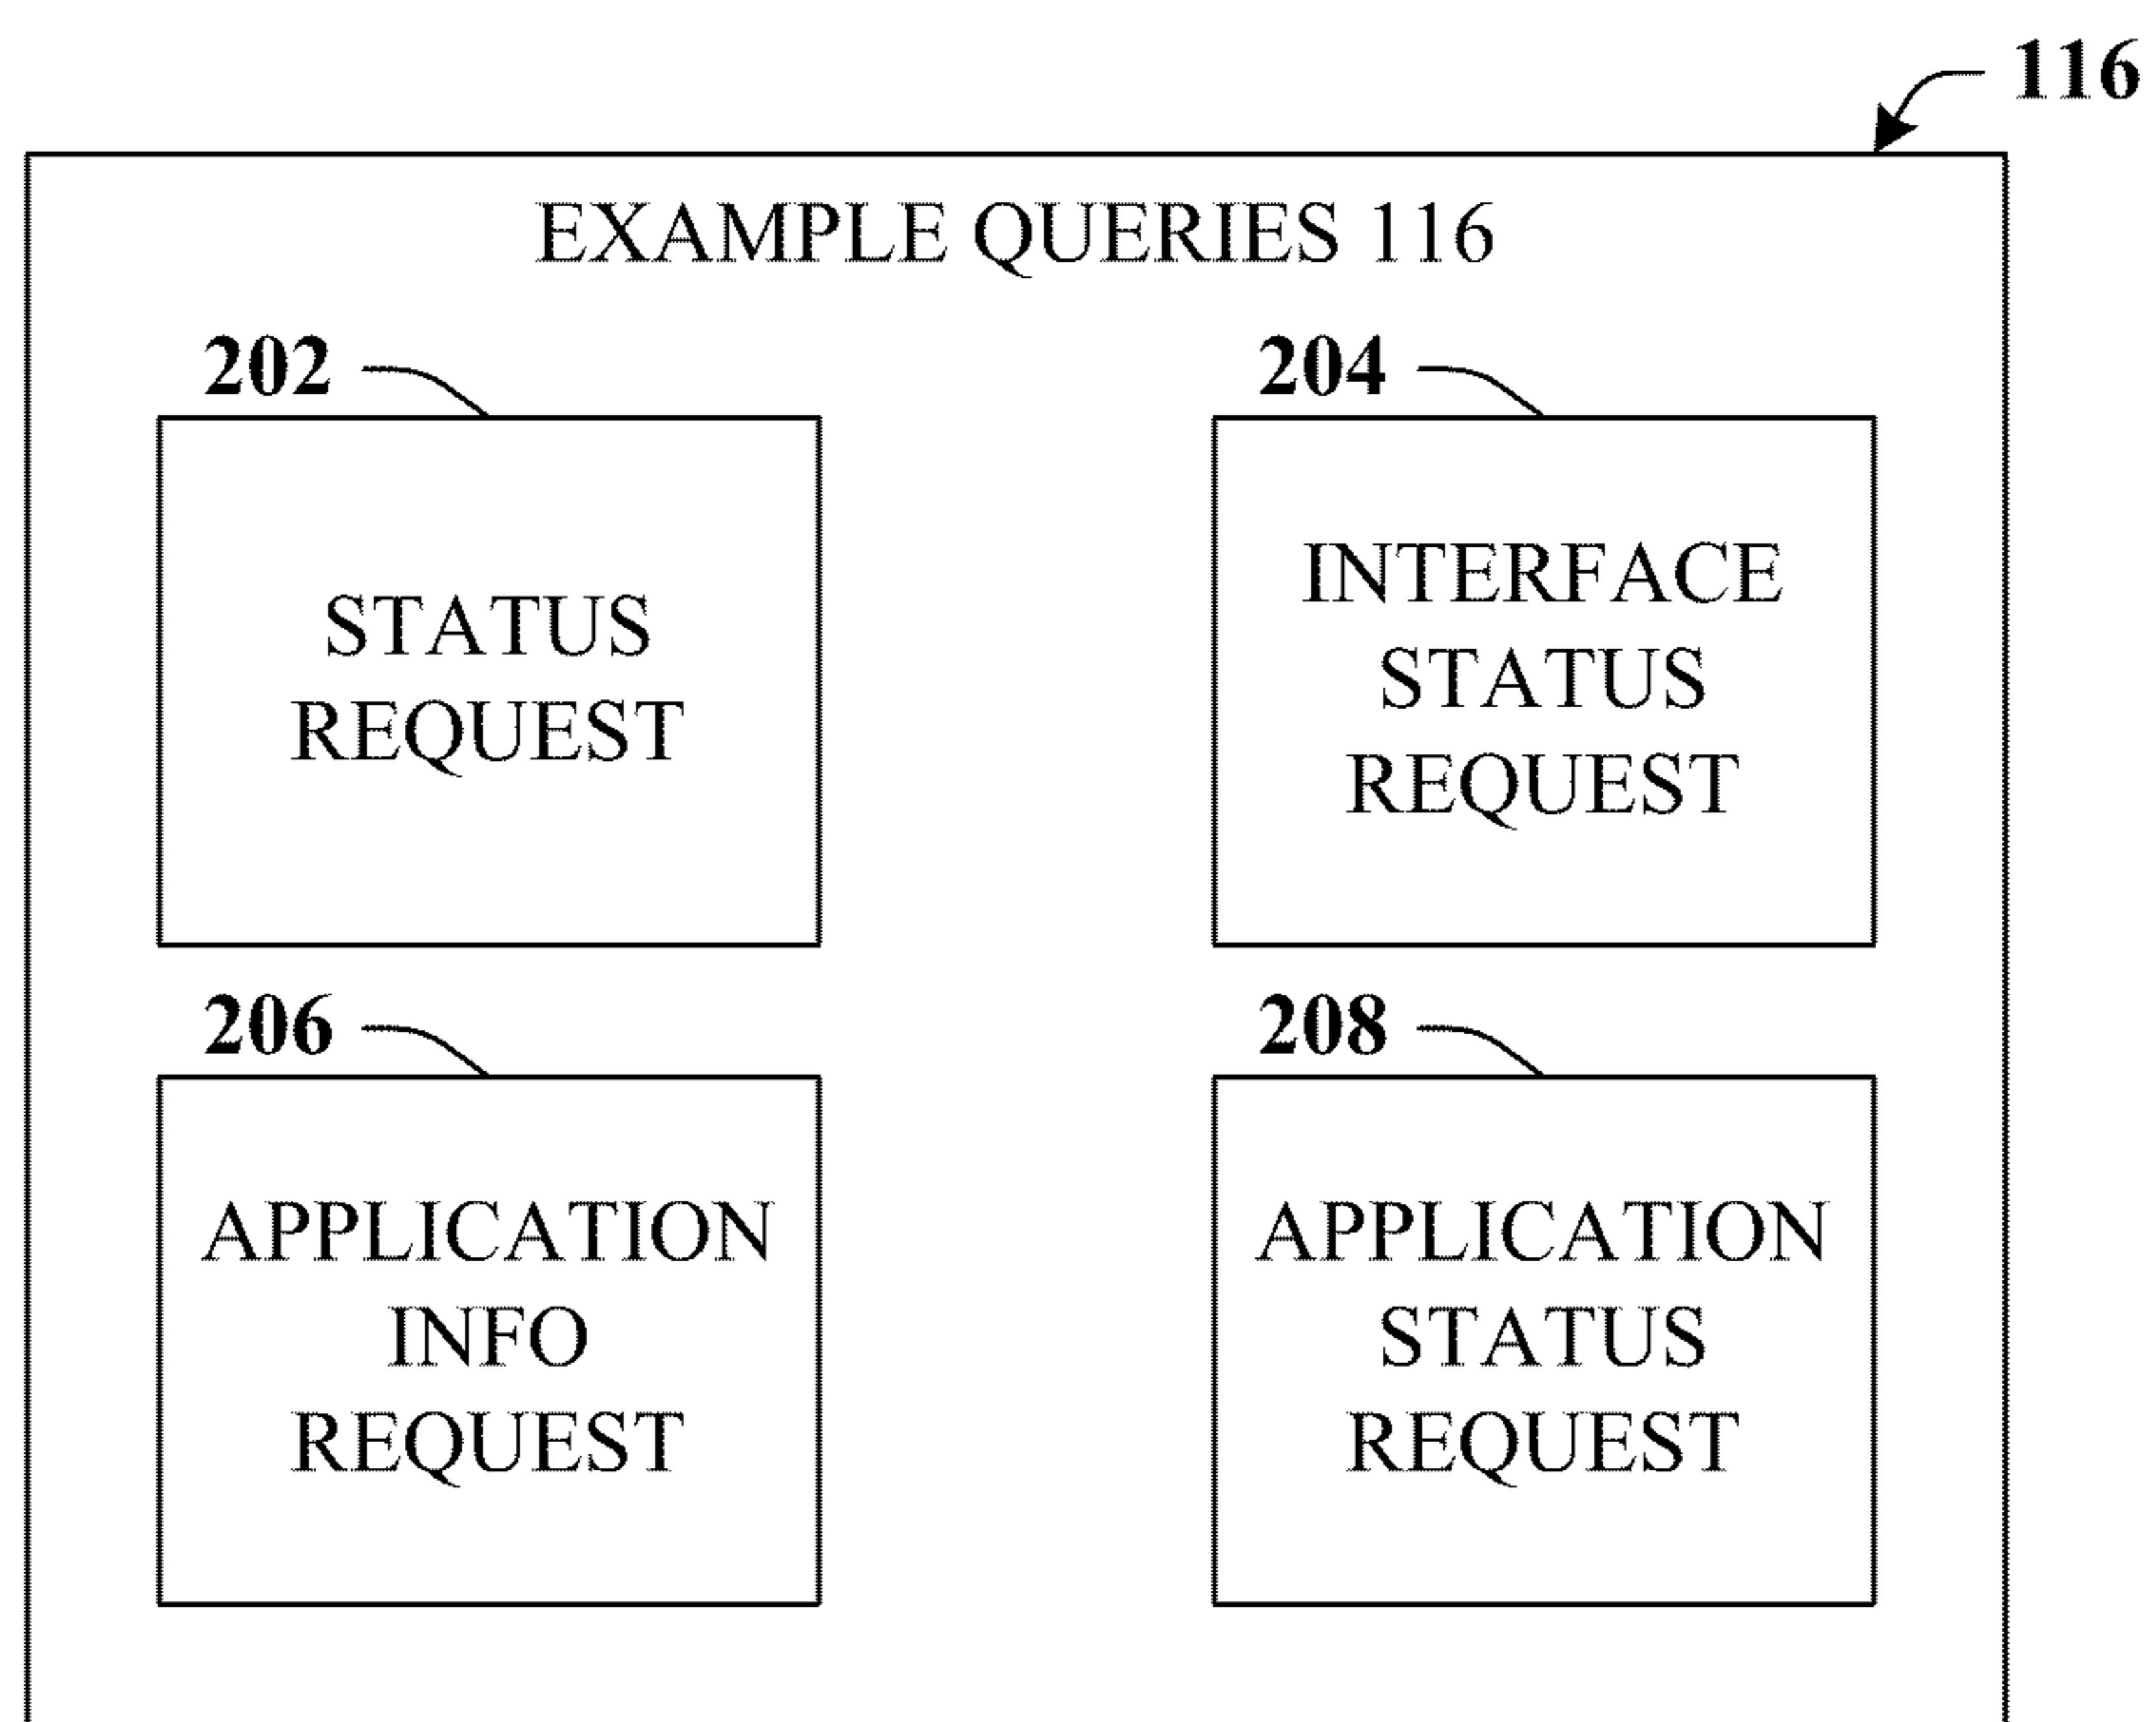 116
EXAMPLE QUERIES 116
202
STATUS
REQUEST
204
INTERFACE
STATUS
REQUEST
206
APPLICATION
INFO
REQUEST
208
APPLICATION
STATUS
REQUEST